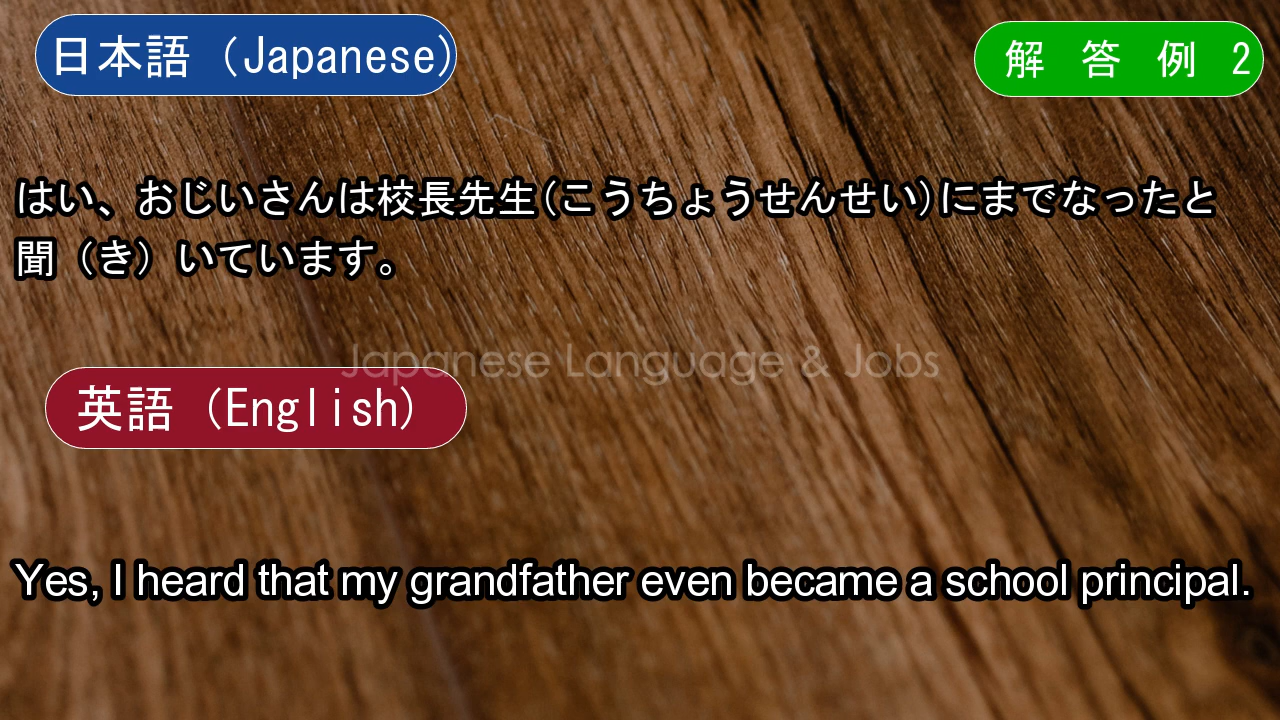 日本語（Japanese)
解 答 例 2
はい、おじいさんは校長先生(こうちょうせんせい)にまでなったと
聞（き）いています。
Japanese Language & Jobs
英語（English)
Yes, I heard that my grandfather even became a school principal.